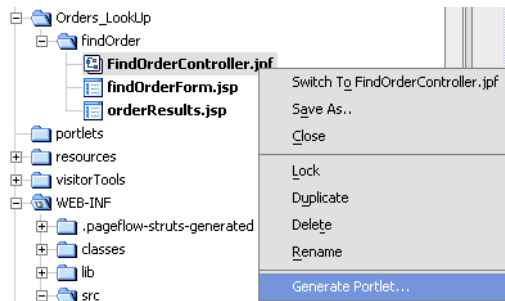 Orders_LookUp
findOrder
FindOrderController.jpf
findOrderForm.jsp
orderResults.jsp
portlets
resources
visitorTools
WEB-INF
.pageflow-struts-generated
classes
lib
src
Switch To FindOrderController.jpf
Save As..
Close
Lock
Duplicate
Delete
Rename
Generate Portlet...